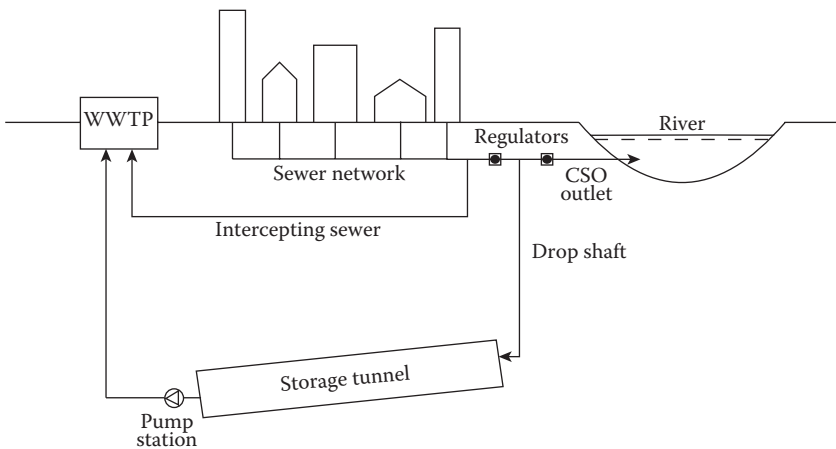 WWTP
Regulators
River
Sewer network
CSO
outlet
Intercepting sewer
Drop shaft
Storage tunnel
Pump
station